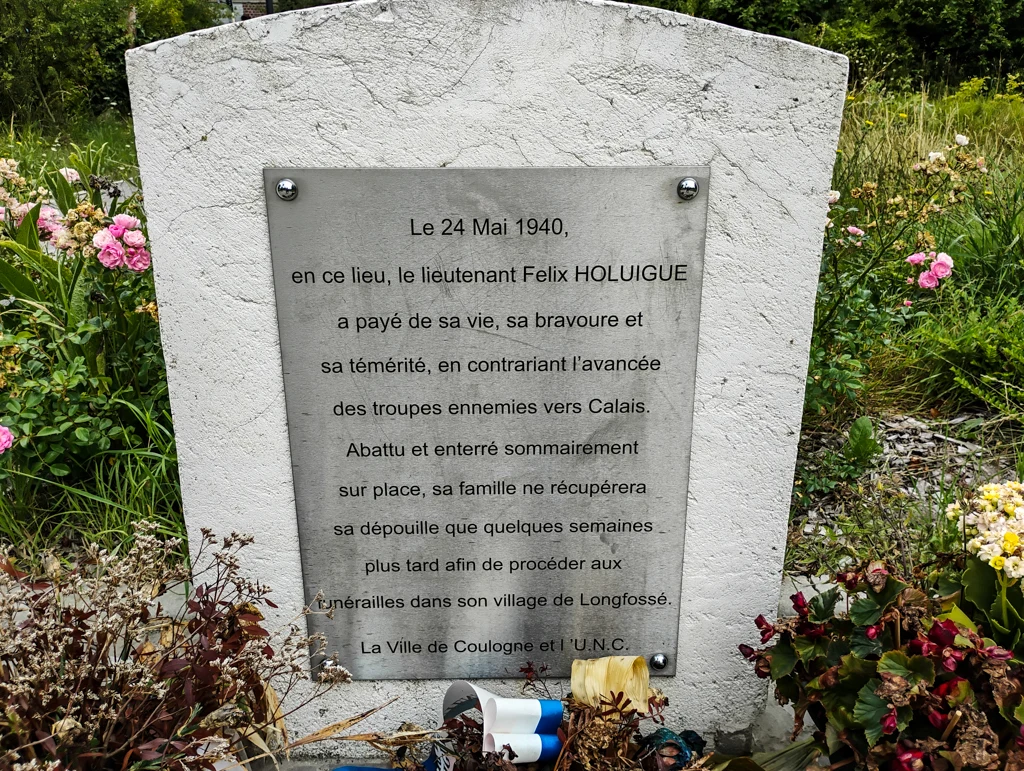 Le 24 Mai 1940,
en ce lieu, le lieutenant Felix HOLUIGUE
a payé de sa vie, sa bravoure et
sa témérité, en contrariant l'avancée
des troupes ennemies vers Calais.
Abattu et enterré sommairement
sur place, sa famille ne récupérera
sa dépouille que quelques semaines
plus tard afin de procéder aux
funérailles dans son village de Longfossé.
La Ville de Coulogne et l 'U.N.C.